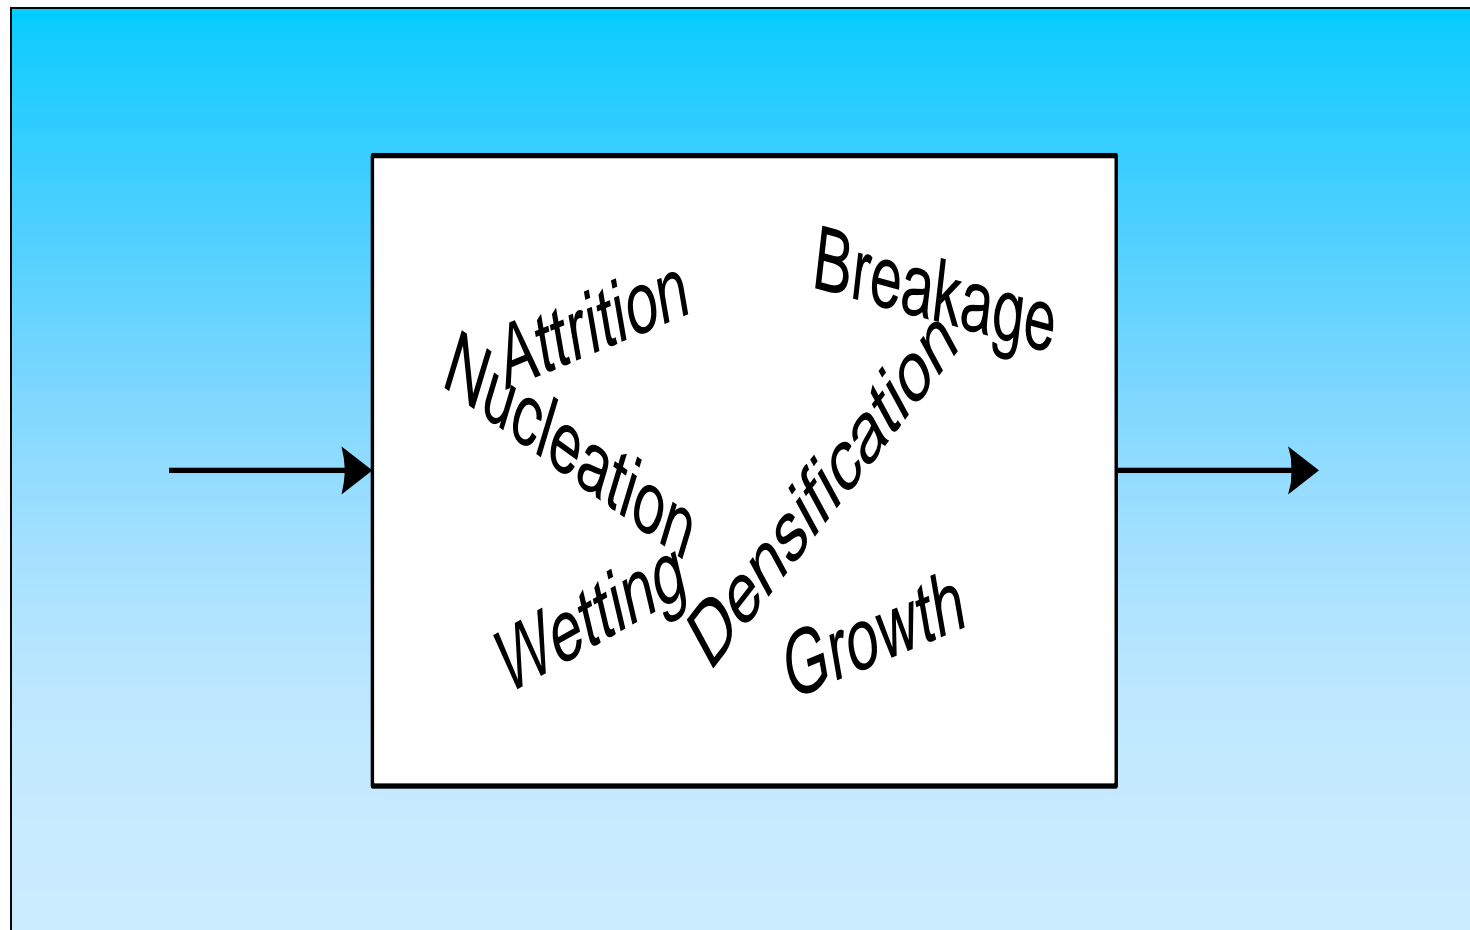 Breakage
Attrition
Nucleation
Densification
Wetting
Growth